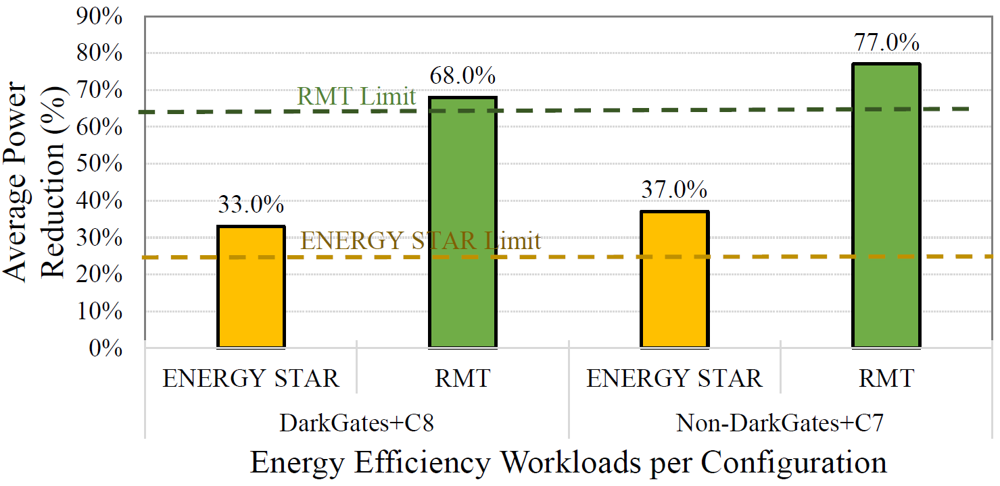 Average Power
Reduction (%)
90%
80%
70%
60%
50%
40%
30%
20%
10%
0%
77.0%
68.0%
RMT Limit
37.0%
33.0%
ENERGY STAR Limit
ENERGY STAR
RMT
ENERGY STAR
RMT
DarkGates+C8
Non-DarkGates+C7
Energy Efficiency Workloads per Configuration